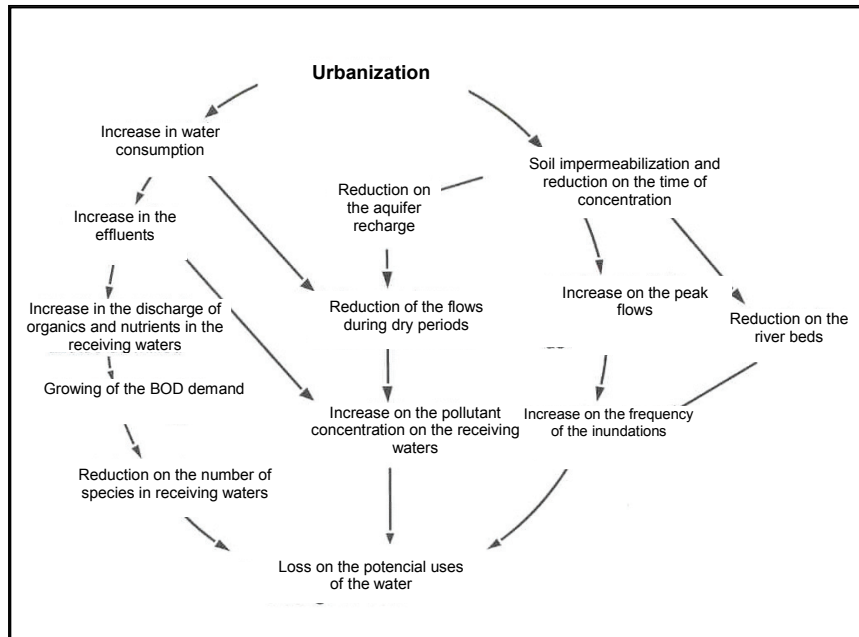 Urbanization
Increase in water
consumption
Soil impermeabilization and
reduction on the time of
concentration
Reduction on
the aquifer
recharge
Increase in the
effluents
Increase in the discharge of
organics and nutrients in the
receiving waters
Reduction of the flows
during dry periods
Increase on the peak
flows
Reduction on the
river beds
Growing of the BOD demand
Increase on the pollutant
concentration on the receiving
waters
Increase on the frequency
of the inundations
Reduction on the number of
species in receiving waters
Loss on the potencial uses
of the water